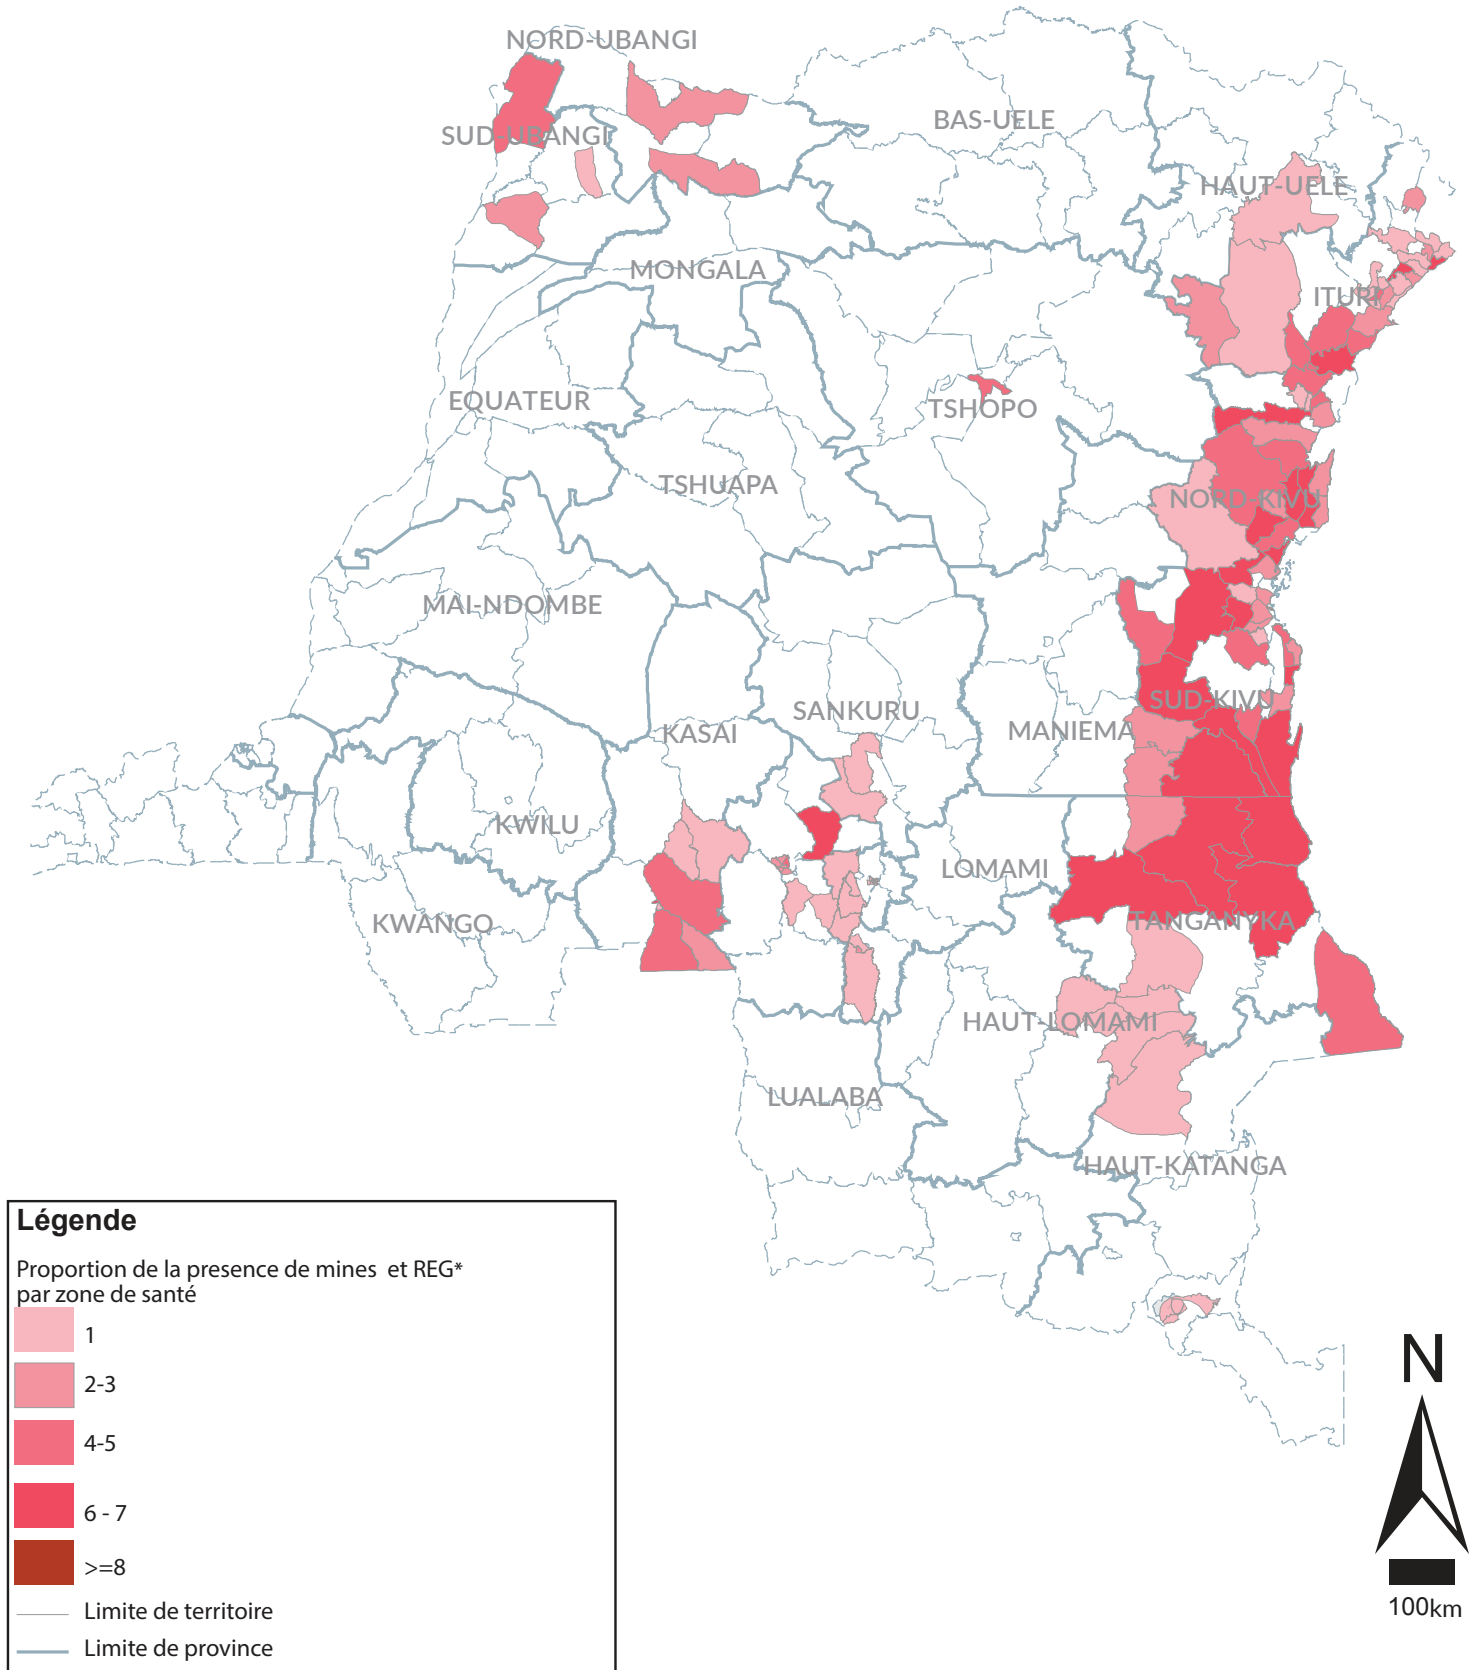 NORD-UBANGI
BAS-UELE
SUD-UBANGI
HAUT-UELE
MONGALA
ITURI
EQUATEUR
TSHOPO
TSHUAPA
NORD-KIVU
MAI-NDOMBE
SUD-KIVU
SANKURU
KASAI
MANIEMA
KWILU
LOMAMI
KWANGO
TANGANYKA
HAUT-LOMAMI
LUALABA
HAUT-KATANGA
Légende
Proportion de la presence de mines et REG*
par zone de santé
1
2-3
4-5
6 - 7
>=8
Limite de territoire
Limite de province
N
100km